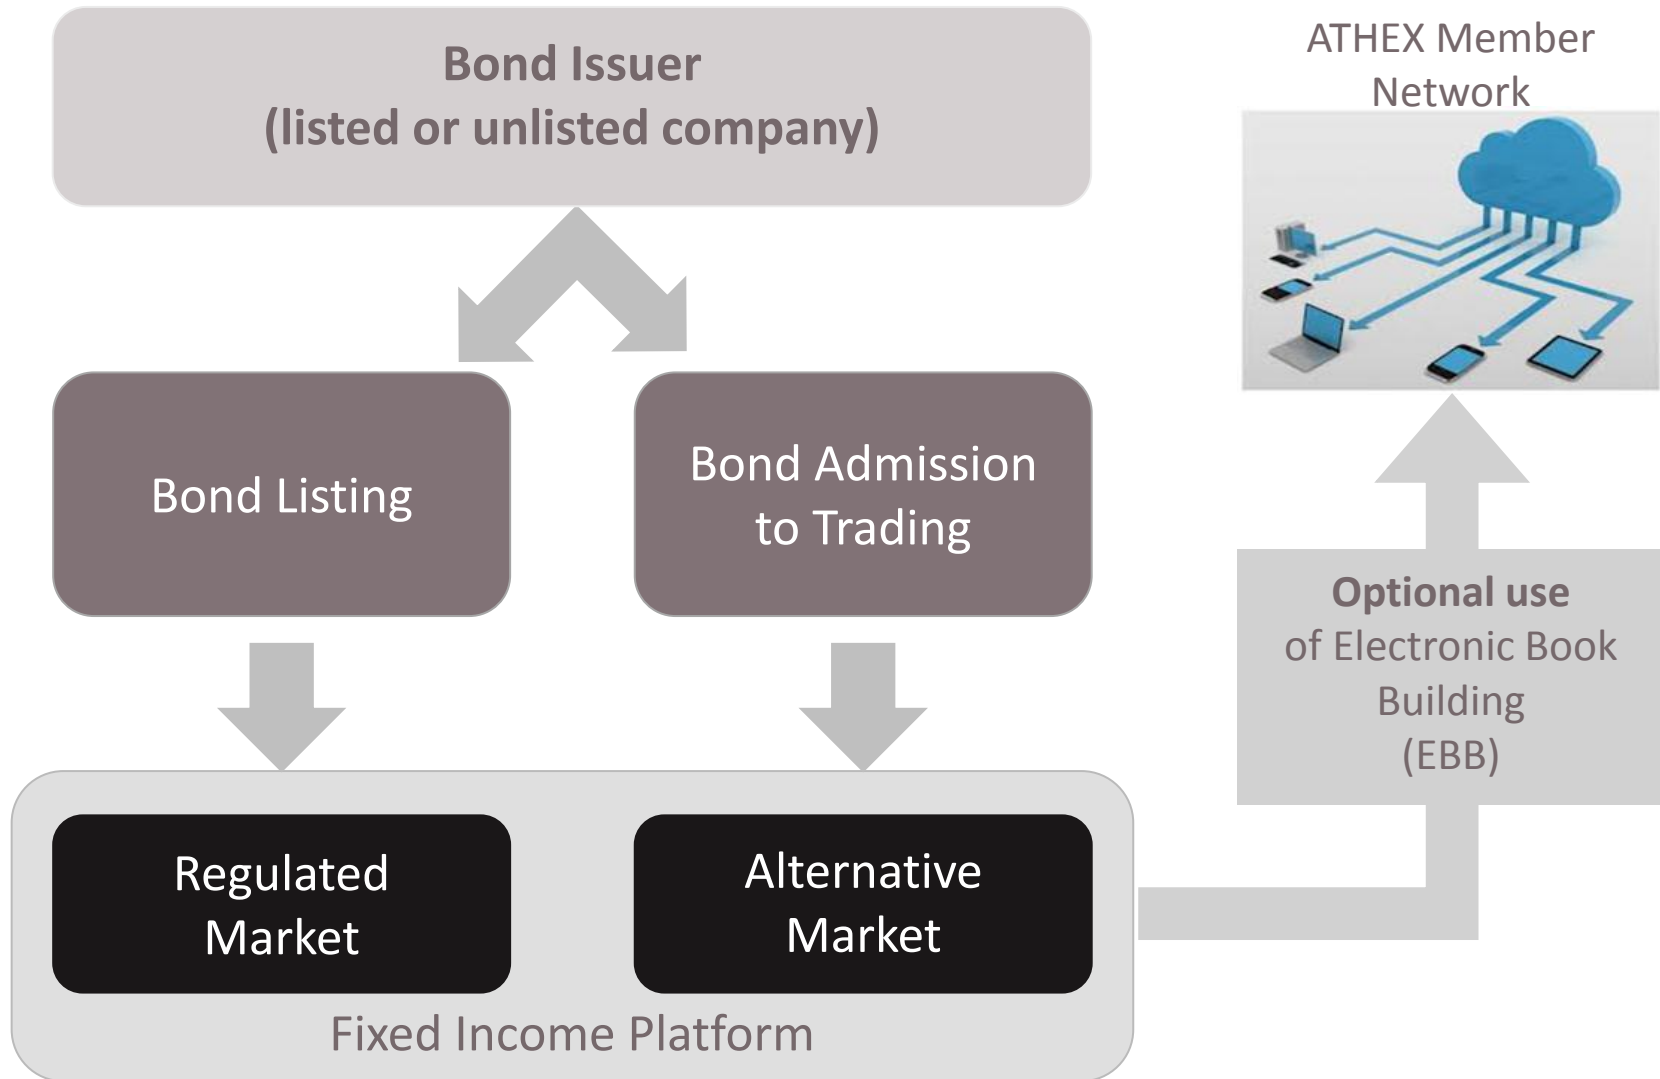 Bond Issuer
(listed or unlisted company)
ATHEX Member
Network
Bond Listing
Bond Admission
to Trading
Optional use
of Electronic Book
Building
(EBB)
Regulated
Market
Alternative
Market
Fixed Income Platform